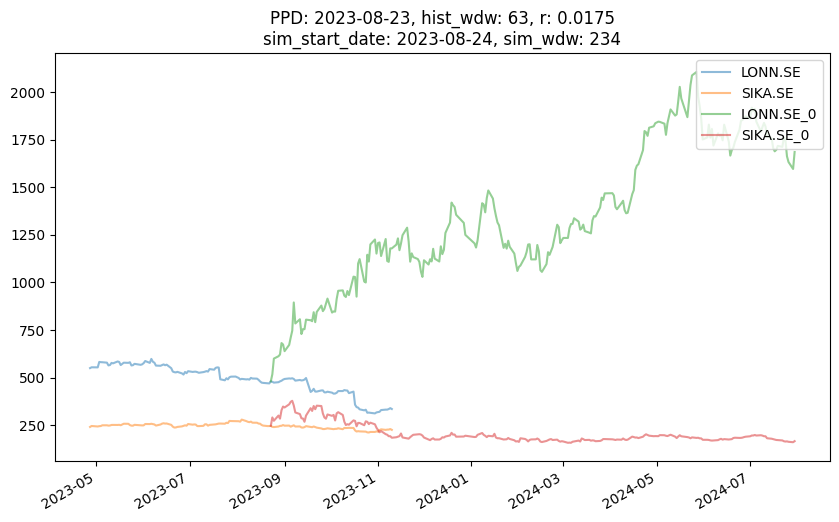 PPD: 2023-08-23, hist_wdw: 63, r: 0.0175
sim_start_date: 2023-08-24, sim_wdw: 234
LONN.SE
SIKA.SE
LONN.SE_0
SIKA.SE_0
2000
1750
1500
1250
1000
750
500
250
2023-05
2023-07
2023-09
2023-11
2024-01
2024-03
2024-05
2024-07